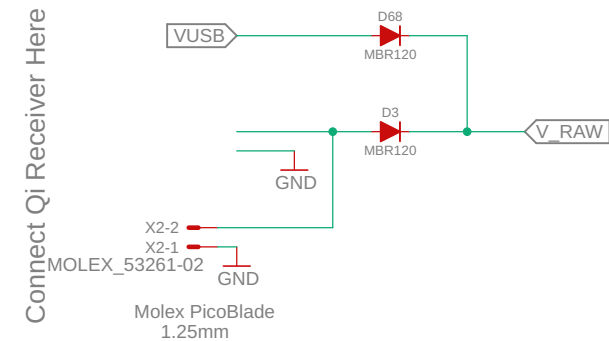 Connect Qi Receiver Here
D68
VUSB
MBR120
D3
V_RAW
MBR120
GND
X2-2
X2-1
MOLEX_53261-02
GND
Molex PicoBlade
1.25mm